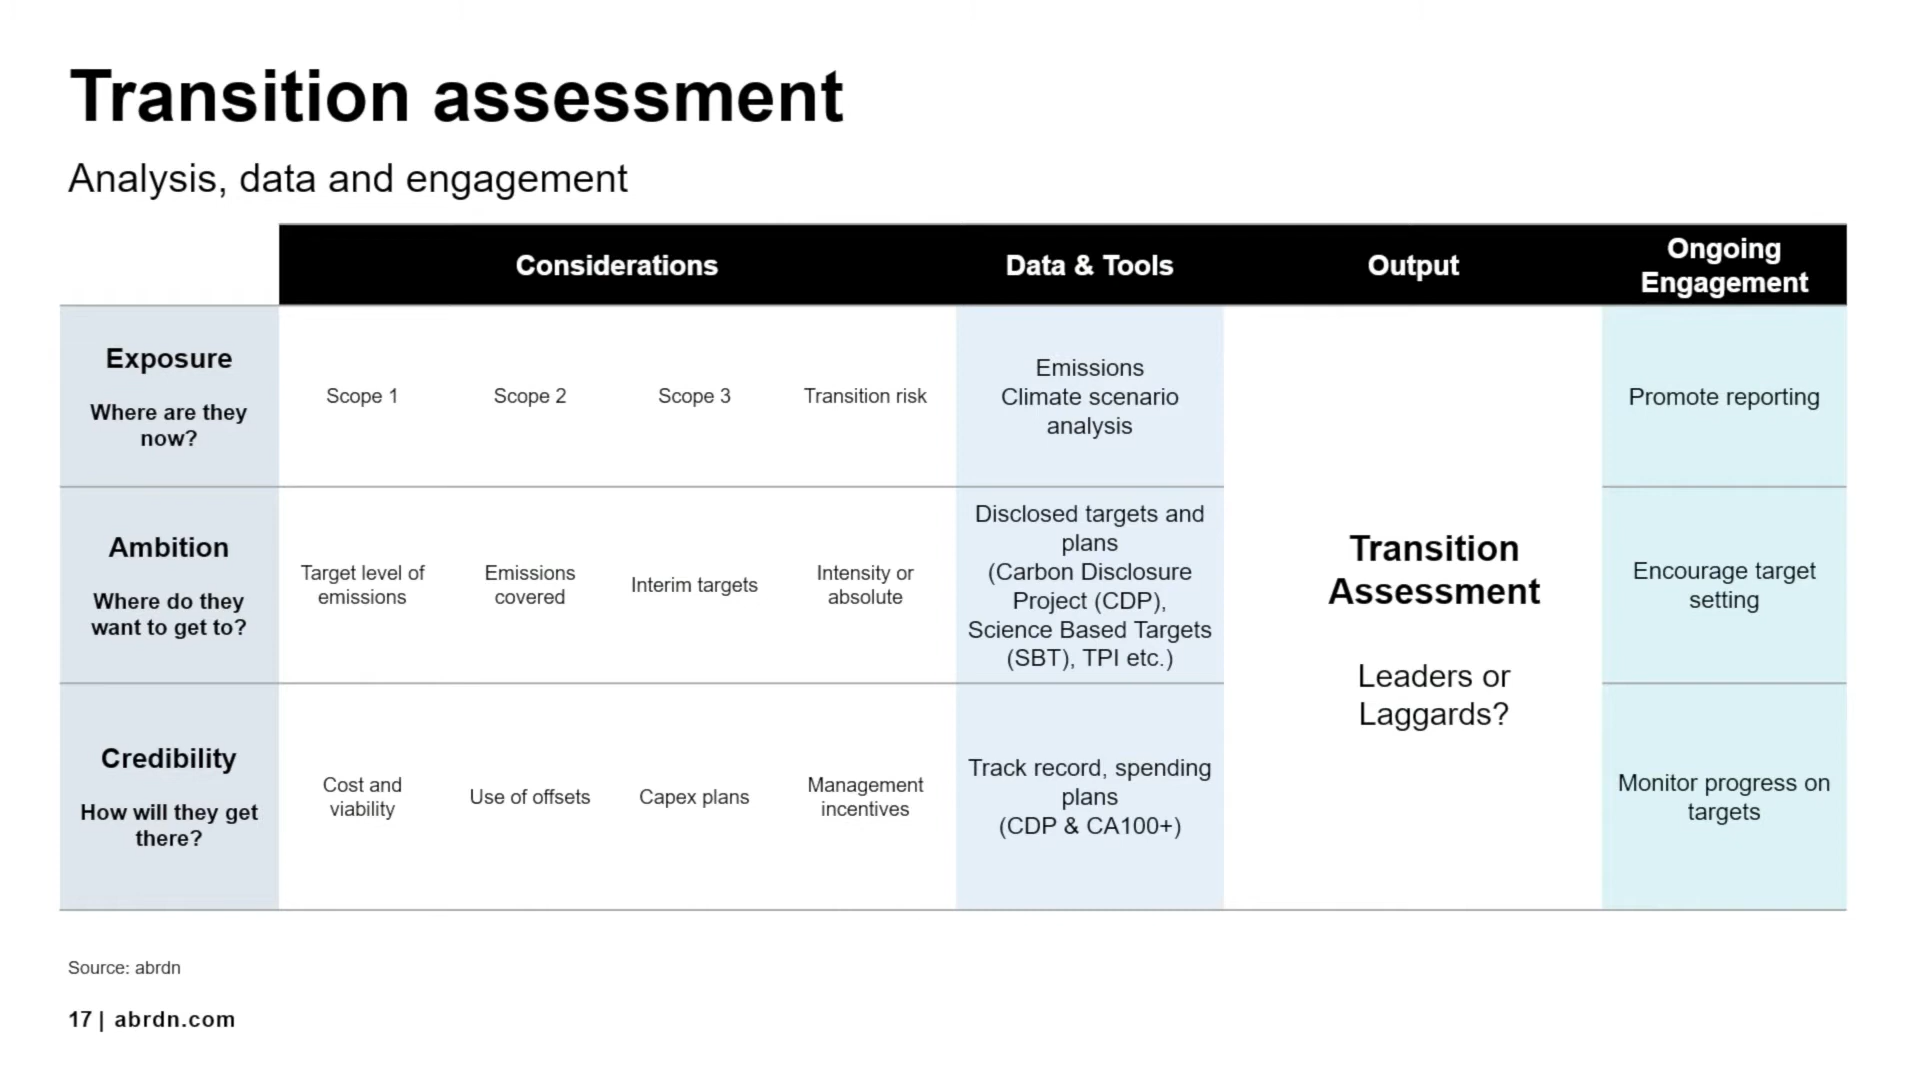 Transition assessment
Analysis, data and engagement
Considerations
Data & Tools
Output
Ongoing
Engagement
Exposure
Where are they
now?
Scope 1
Scope 2
Scope 3
Transition risk
Emissions
Climate scenario
analysis
Promote reporting
Ambition
Where do they
want to get to?
Target level of
emissions
Emissions
covered
Interim targets
Intensity or
absolute
Disclosed targets and
plans
(Carbon Disclosure
Project (CDP),
Science Based Targets
(SBT), TPI etc.)
Transition
Assessment
Leaders or
Laggards?
Encourage target
setting
Credibility
How will they get
there?
Cost and
viability
Use of offsets
Capex plans
Management
incentives
Track record, spending
plans
(CDP & CA100+)
Monitor progress on
targets
Source: abrdn
17 | abrdn.com